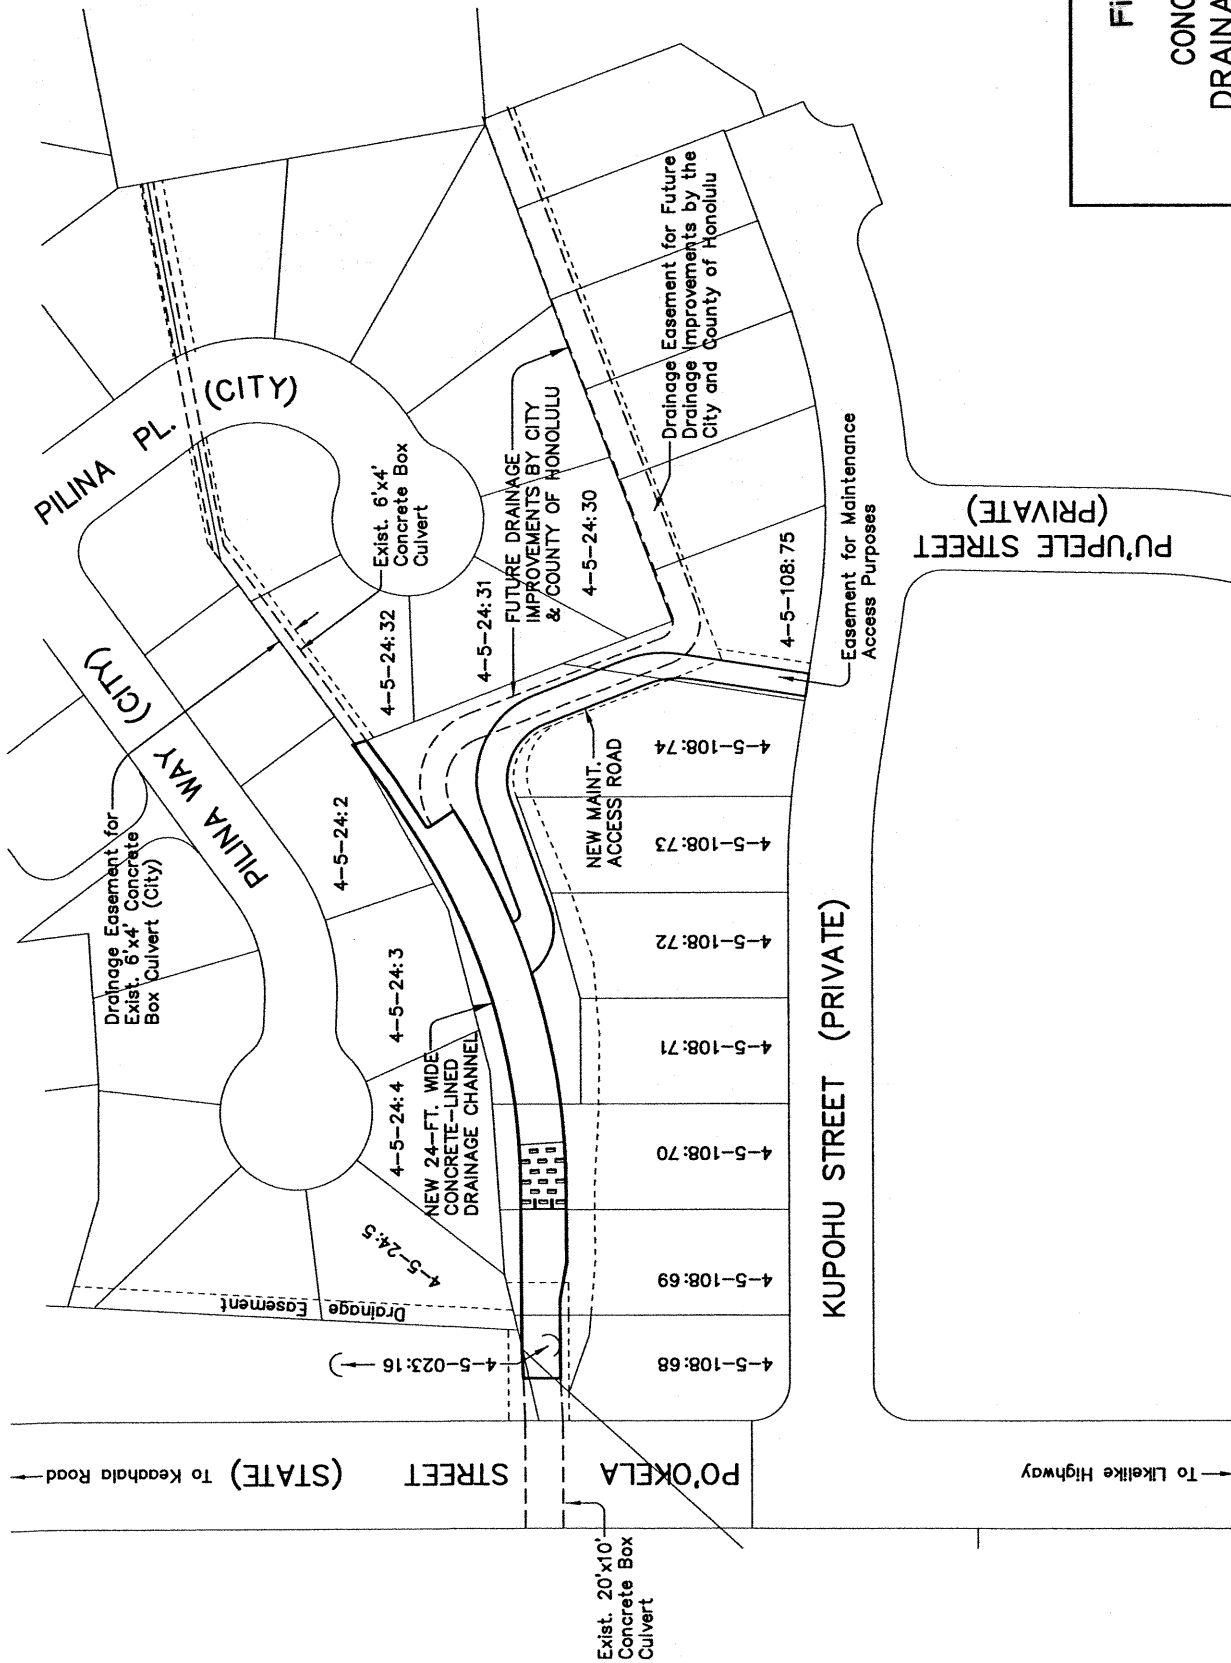 Fi
CONC
DRAINA
PILINA PL. (CITY)
Exist. 6'x4'
Concrete Box
Culvert
PILINA WAY (CITY)
Drainage Easement for
Exist. 6'x4' Concrete
Box Culvert (City)
4-5-24:2
4-5-24:3
4-5-24:4
4-5-24:5
4-5-24:32
4-5-24:31
4-5-24:30
FUTURE DRAINAGE
IMPROVEMENTS BY CITY
& COUNTY OF HONOLULU
Drainage Easement for Future
Drainage Improvements by the
City and County of Honolulu
4-5-108:75
Easement for Maintenance
Access Purposes
PU'UPELE STREET
(PRIVATE)
NEW MAINT.
ACCESS ROAD
NEW 24-FT. WIDE
CONCRETE-LINED
DRAINAGE CHANNEL
4-5-108:74
4-5-108:73
4-5-108:72
4-5-108:71
4-5-108:70
4-5-108:69
4-5-108:68
KUPOHU STREET (PRIVATE)
Drainage Easement
4-5-023:16
To Keaahala Road
PO'OKELA STREET (STATE)
To Likelike Highway
Exist. 20'x10'
Concrete Box
Culvert